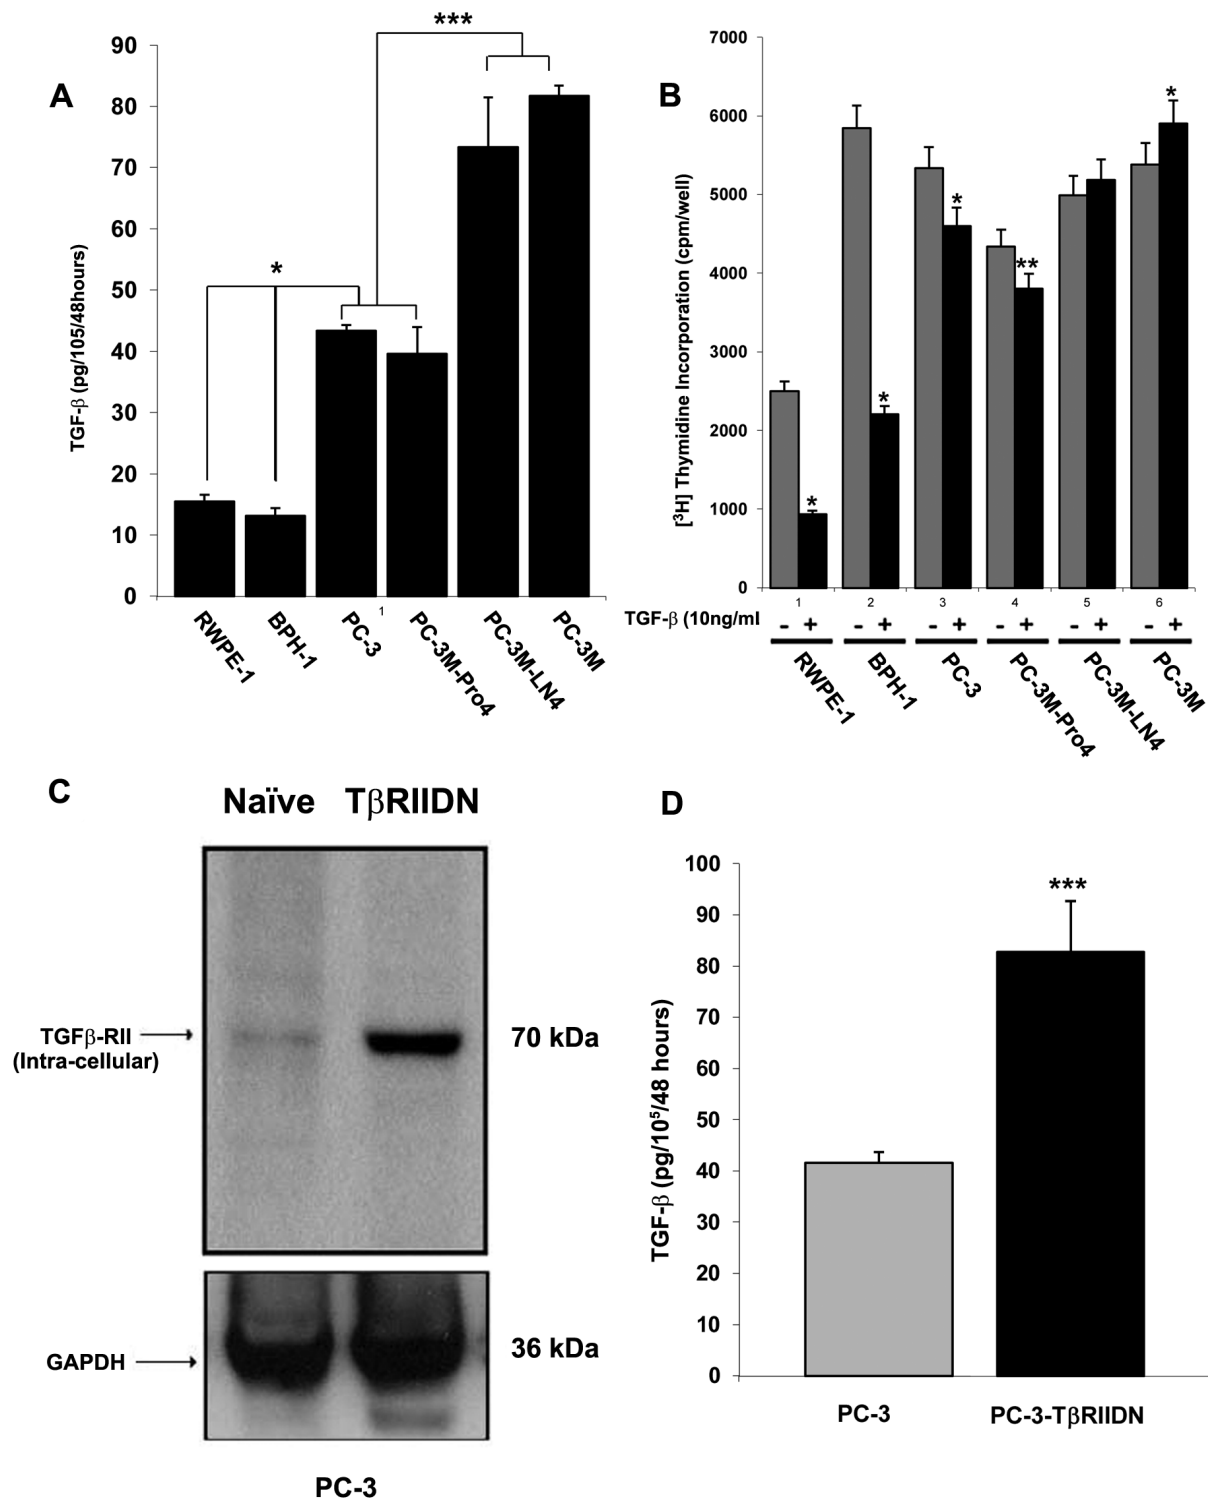 A
TGF-β (pg/105/48hours)
90
80
70
60
50
40
30
20
10
0
*
***
1
RWPE-1
BPH-1
PC-3
PC-3M-Pro4
PC-3M-LN4
PC-3M
B
[³H] Thymidine Incorporation (cpm/well)
7000
6000
5000
4000
3000
2000
1000
0
*
*
*
**
*
1 2 3 4 5 6
TGF-β (10ng/ml - + - + - + - + - + - +
RWPE-1
BPH-1
PC-3
PC-3M-Pro4
PC-3M-LN4
PC-3M
C
Naïve TβRIIDN
TGFβ-RII
(Intra-cellular)
70 kDa
GAPDH
36 kDa
PC-3
D
TGF-β (pg/10⁵/48 hours)
100
90
80
70
60
50
40
30
20
10
0
***
PC-3
PC-3-TβRIIDN